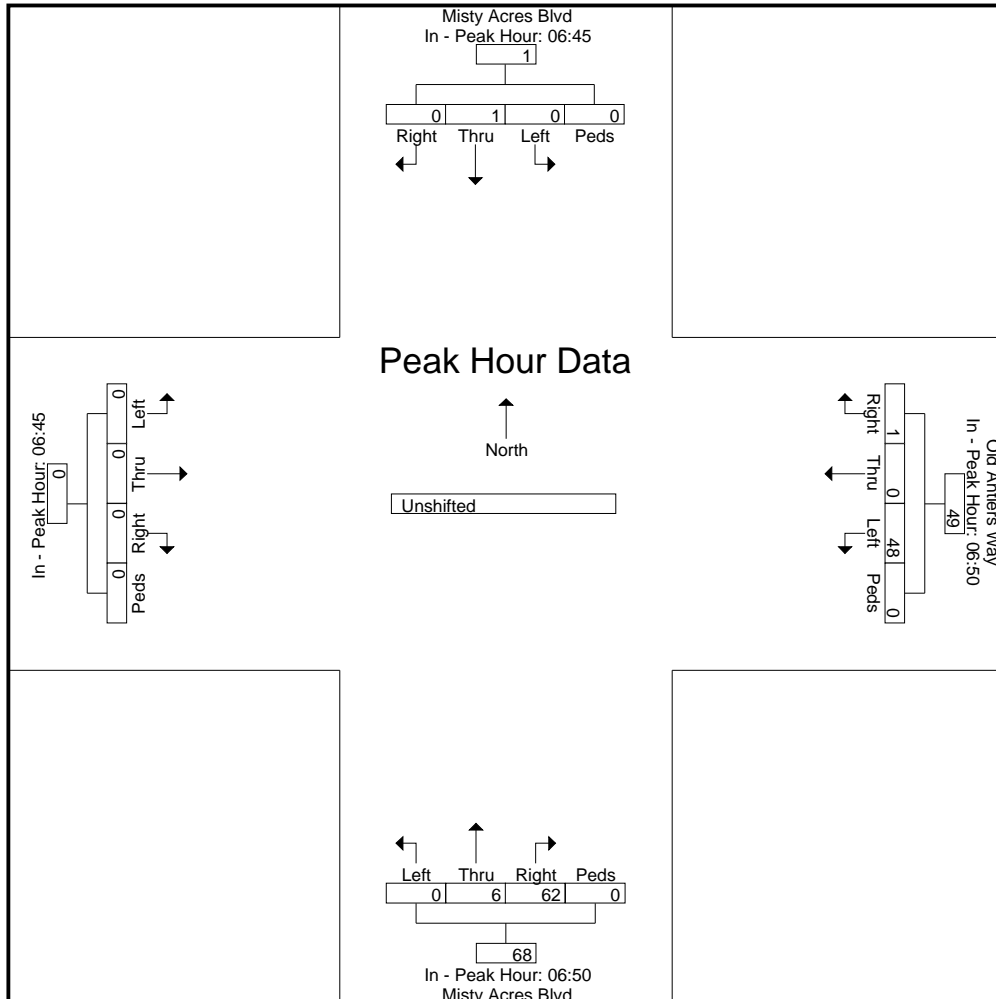 Misty Acres Blvd
In - Peak Hour: 06:45
1
0 1 0 0
Right Thru Left Peds
Peak Hour Data
North
Unshifted
In - Peak Hour: 06:45
0
0 0 0 0
Left Thru Right Peds
Old Antlers Way
In - Peak Hour: 06:50
49
1 0 48 0
Right Thru Left Peds
Left Thru Right Peds
0 6 62 0
68
In - Peak Hour: 06:50
Misty Acres Blvd